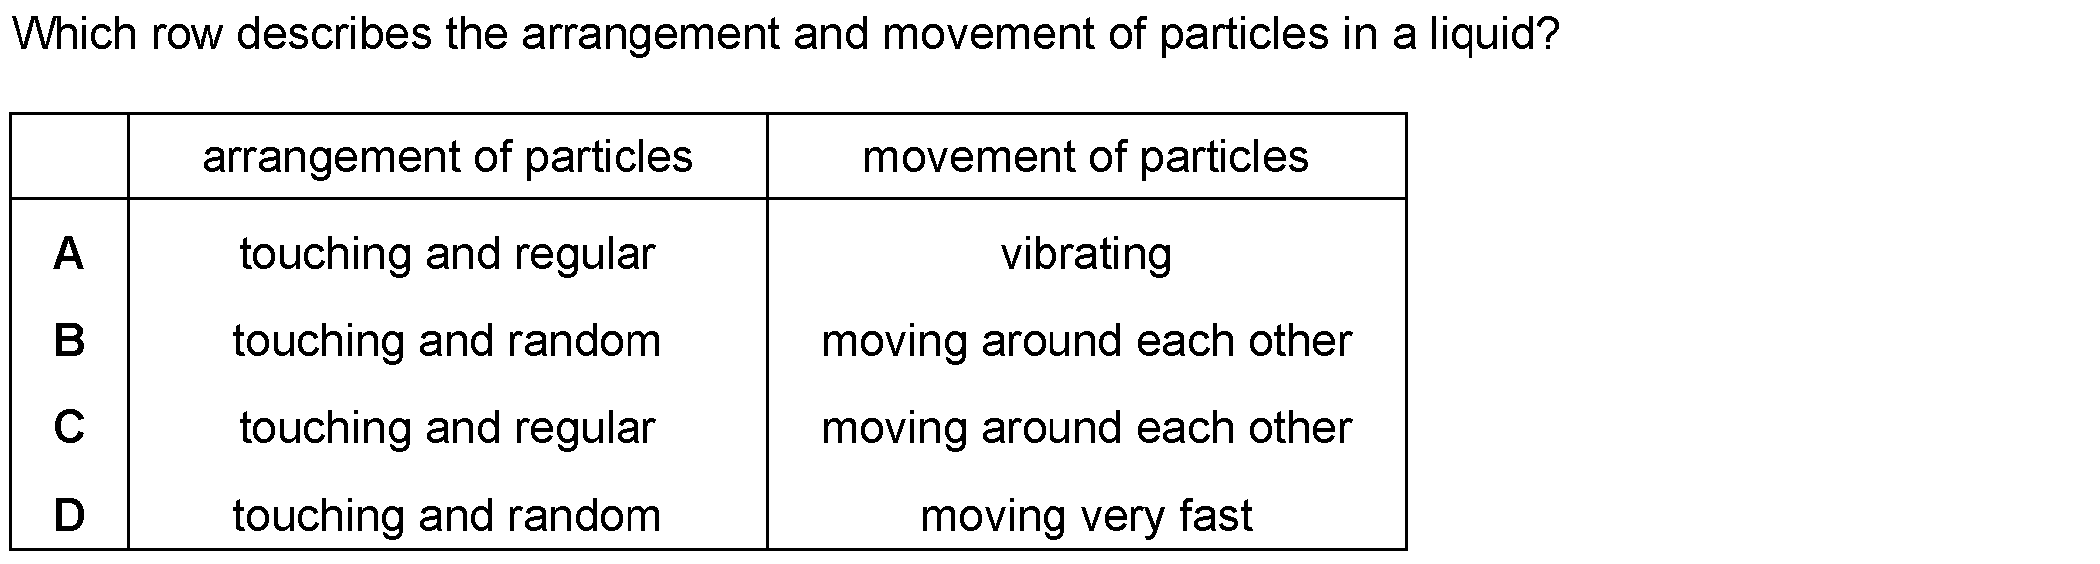 Which row describes the arrangement and movement of particles in a liquid?
arrangement of particles movement of particles
A touching and regular vibrating
B touching and random moving around each other
C touching and regular moving around each other
D touching and random moving very fast